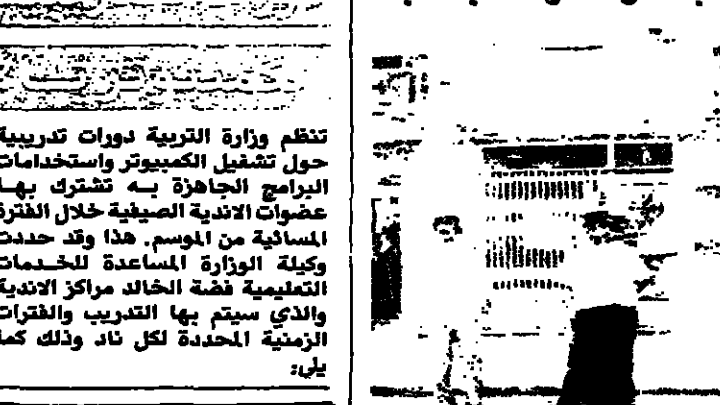 تنظم وزارة التربية دورات تدريبية
حول تشغيل الكمبيوتر واستخدامات
البرامج الجاهزة بـه تشترك بهـا
عضوات الاندية الصيفية خلال الفترة
المسائية من الموسم. هذا وقد حددت
وكيلة الوزارة المساعدة للخـدمات
التعليمية فضة الخالد مراكز الاندية
والذي سيتم بها التدريب والفترات
الزمنية المحددة لكل ناد وذلك كما
يلي: